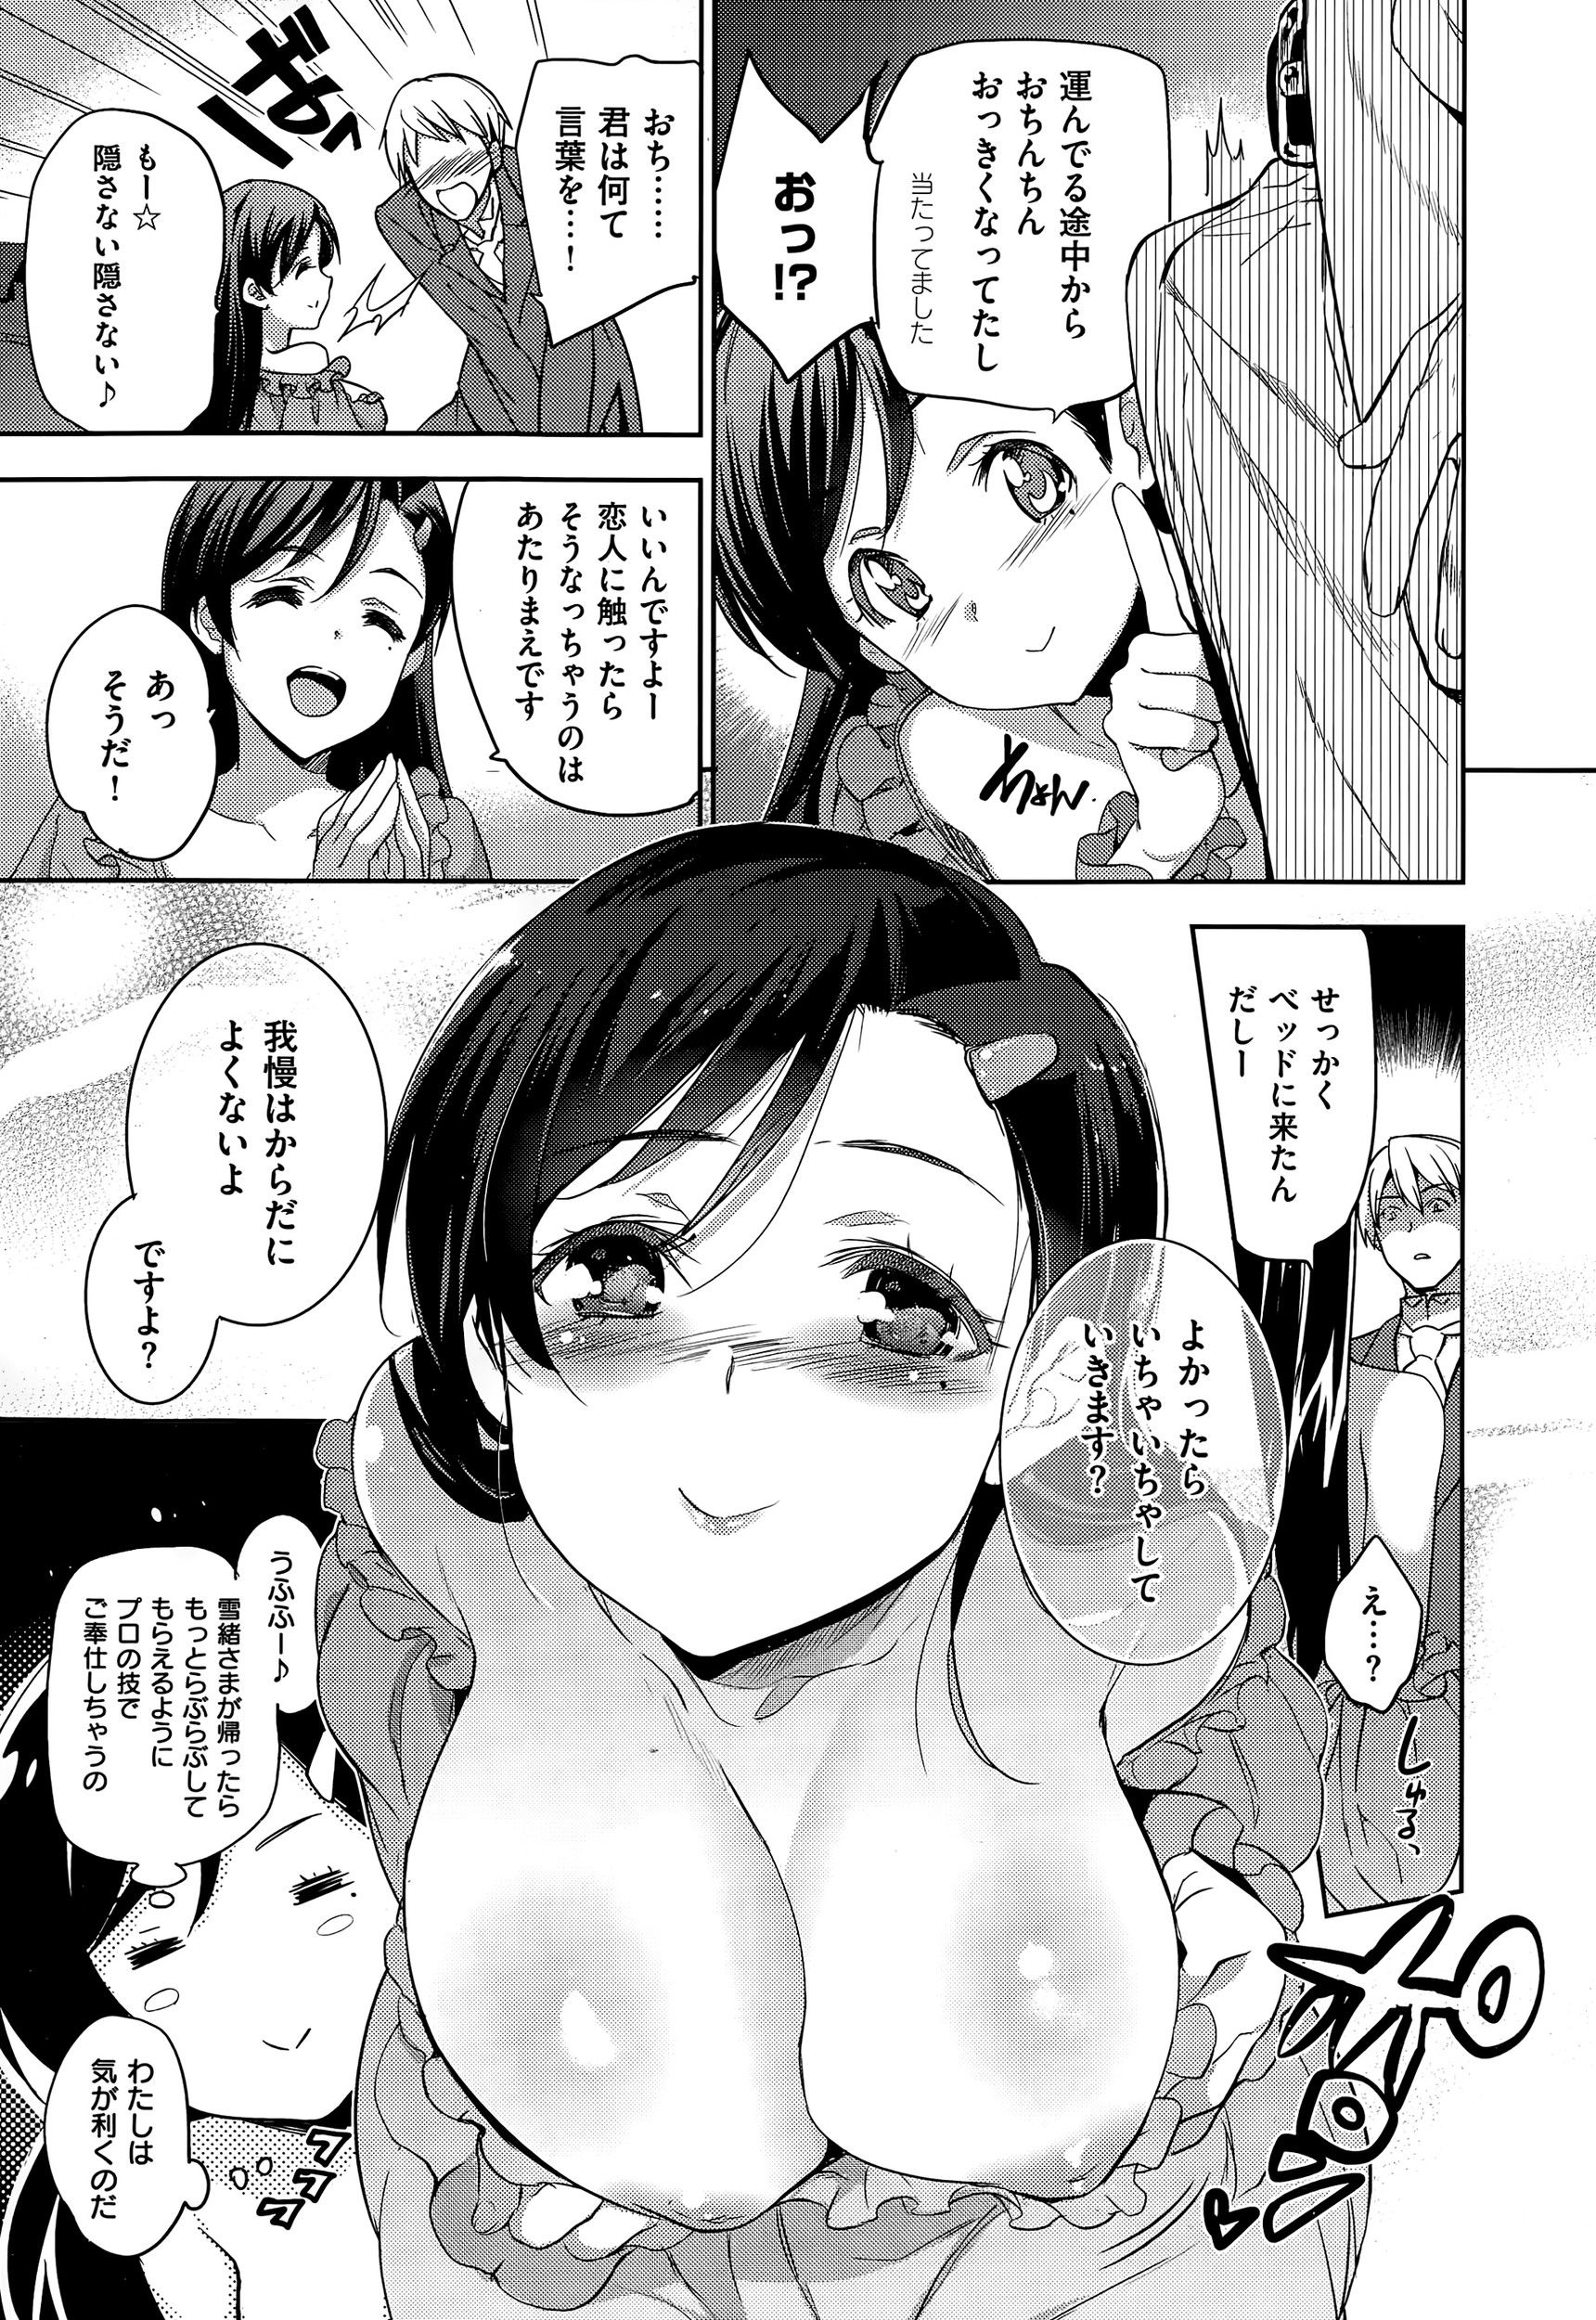 運んでる途中から
おちんちん
おっきくなってたし
当たってました
おっ!?
ちょん
おち……
君は何て
言葉を…!
もー☆
隠さない隠さない♪
いいんですよー
恋人に触ったら
そうなっちゃうのは
あたりまえです
あっ
そうだ!
せっかく
ベッドに来たん
だしー
え…?
しゅる、
よかったら
いちゃいちゃして
いきます?
我慢はからだに
よくないよ
ですよ?
うふふー♪
雪緒さまが帰ったら
もっとらぶらぶして
もらえるように
プロの技で
ご奉仕しちゃうの
わたしは
気が利くのだ
フフフ